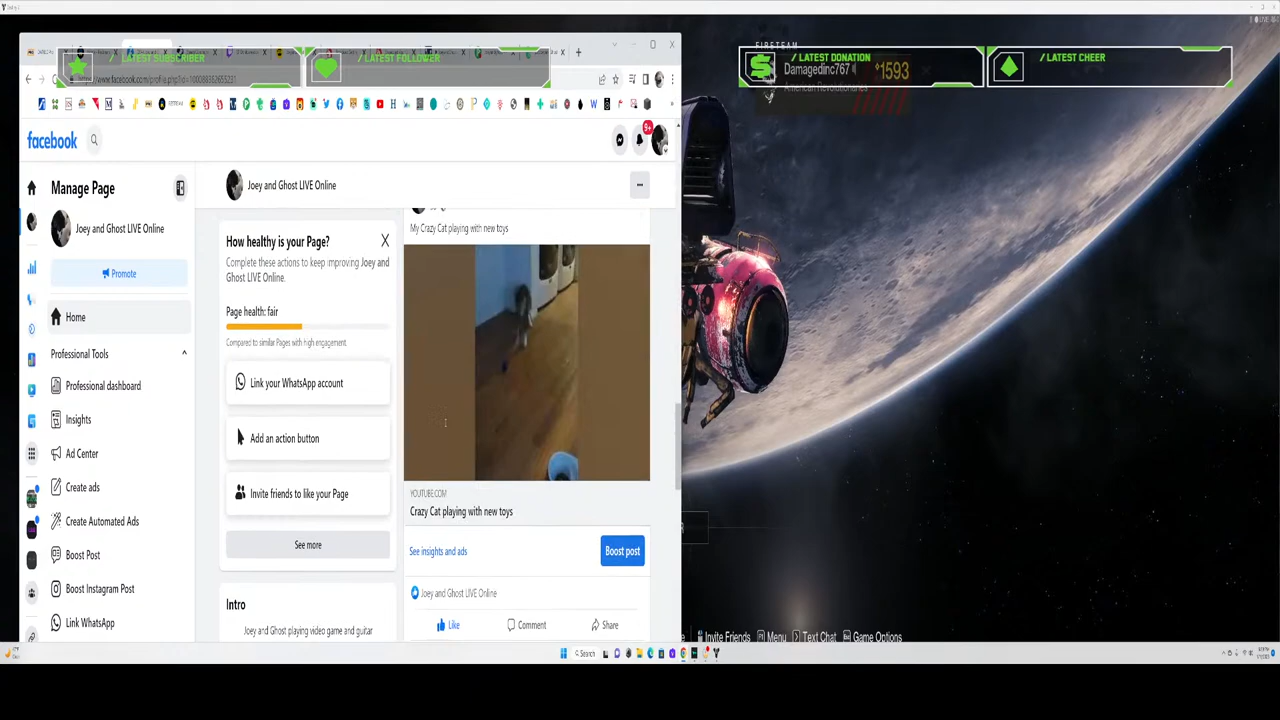 LATEST SUBSCRIBER
LATEST FOLLOWER
FIRETEAM
LATEST DONATION
Damagedinc767
$1593
American Revolutionaries
LATEST CHEER
facebook
9+
Manage Page
Joey and Ghost LIVE Online
Promote
Home
Professional Tools
Professional dashboard
Insights
Ad Center
Create ads
Create Automated Ads
Boost Post
Boost Instagram Post
Link WhatsApp
Joey and Ghost LIVE Online
How healthy is your Page?
Complete these actions to keep improving Joey and
Ghost LIVE Online.
Page health: fair
Compared to similar Pages with high engagement.
Link your WhatsApp account
Add an action button
Invite friends to like your Page
See more
Intro
Joey and Ghost playing video game and guitar
My Crazy Cat playing with new toys
YOUTUBE.COM
Crazy Cat playing with new toys
See insights and ads
Boost post
Joey and Ghost LIVE Online
Like
Comment
Share
Invite Friends
Menu
Text Chat
Game Options
Search